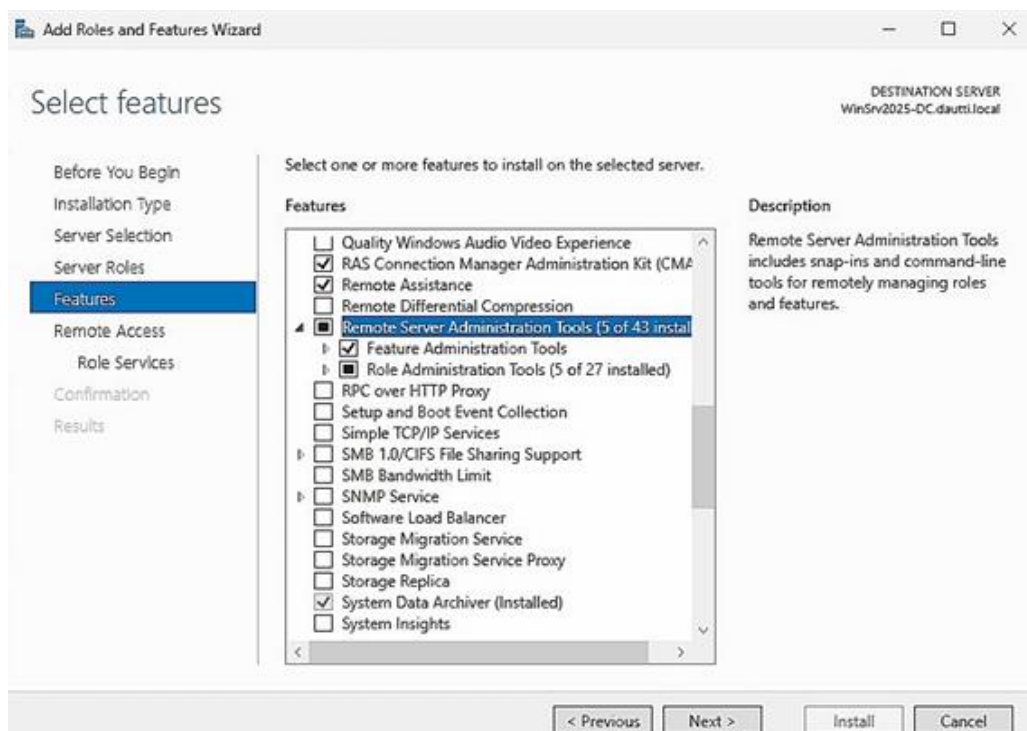 Add Roles and Features Wizard
Select features
DESTINATION SERVER
WinSrv2025-DC.dautti.local
Before You Begin
Installation Type
Server Selection
Server Roles
Features
Remote Access
Role Services
Confirmation
Results
Select one or more features to install on the selected server.
Features
Quality Windows Audio Video Experience
RAS Connection Manager Administration Kit (CMA
Remote Assistance
Remote Differential Compression
Remote Server Administration Tools (5 of 43 instal
Feature Administration Tools
Role Administration Tools (5 of 27 installed)
RPC over HTTP Proxy
Setup and Boot Event Collection
Simple TCP/IP Services
SMB 1.0/CIFS File Sharing Support
SMB Bandwidth Limit
SNMP Service
Software Load Balancer
Storage Migration Service
Storage Migration Service Proxy
Storage Replica
System Data Archiver (Installed)
System Insights
Description
Remote Server Administration Tools
includes snap-ins and command-line
tools for remotely managing roles
and features.
< Previous
Next >
Install
Cancel